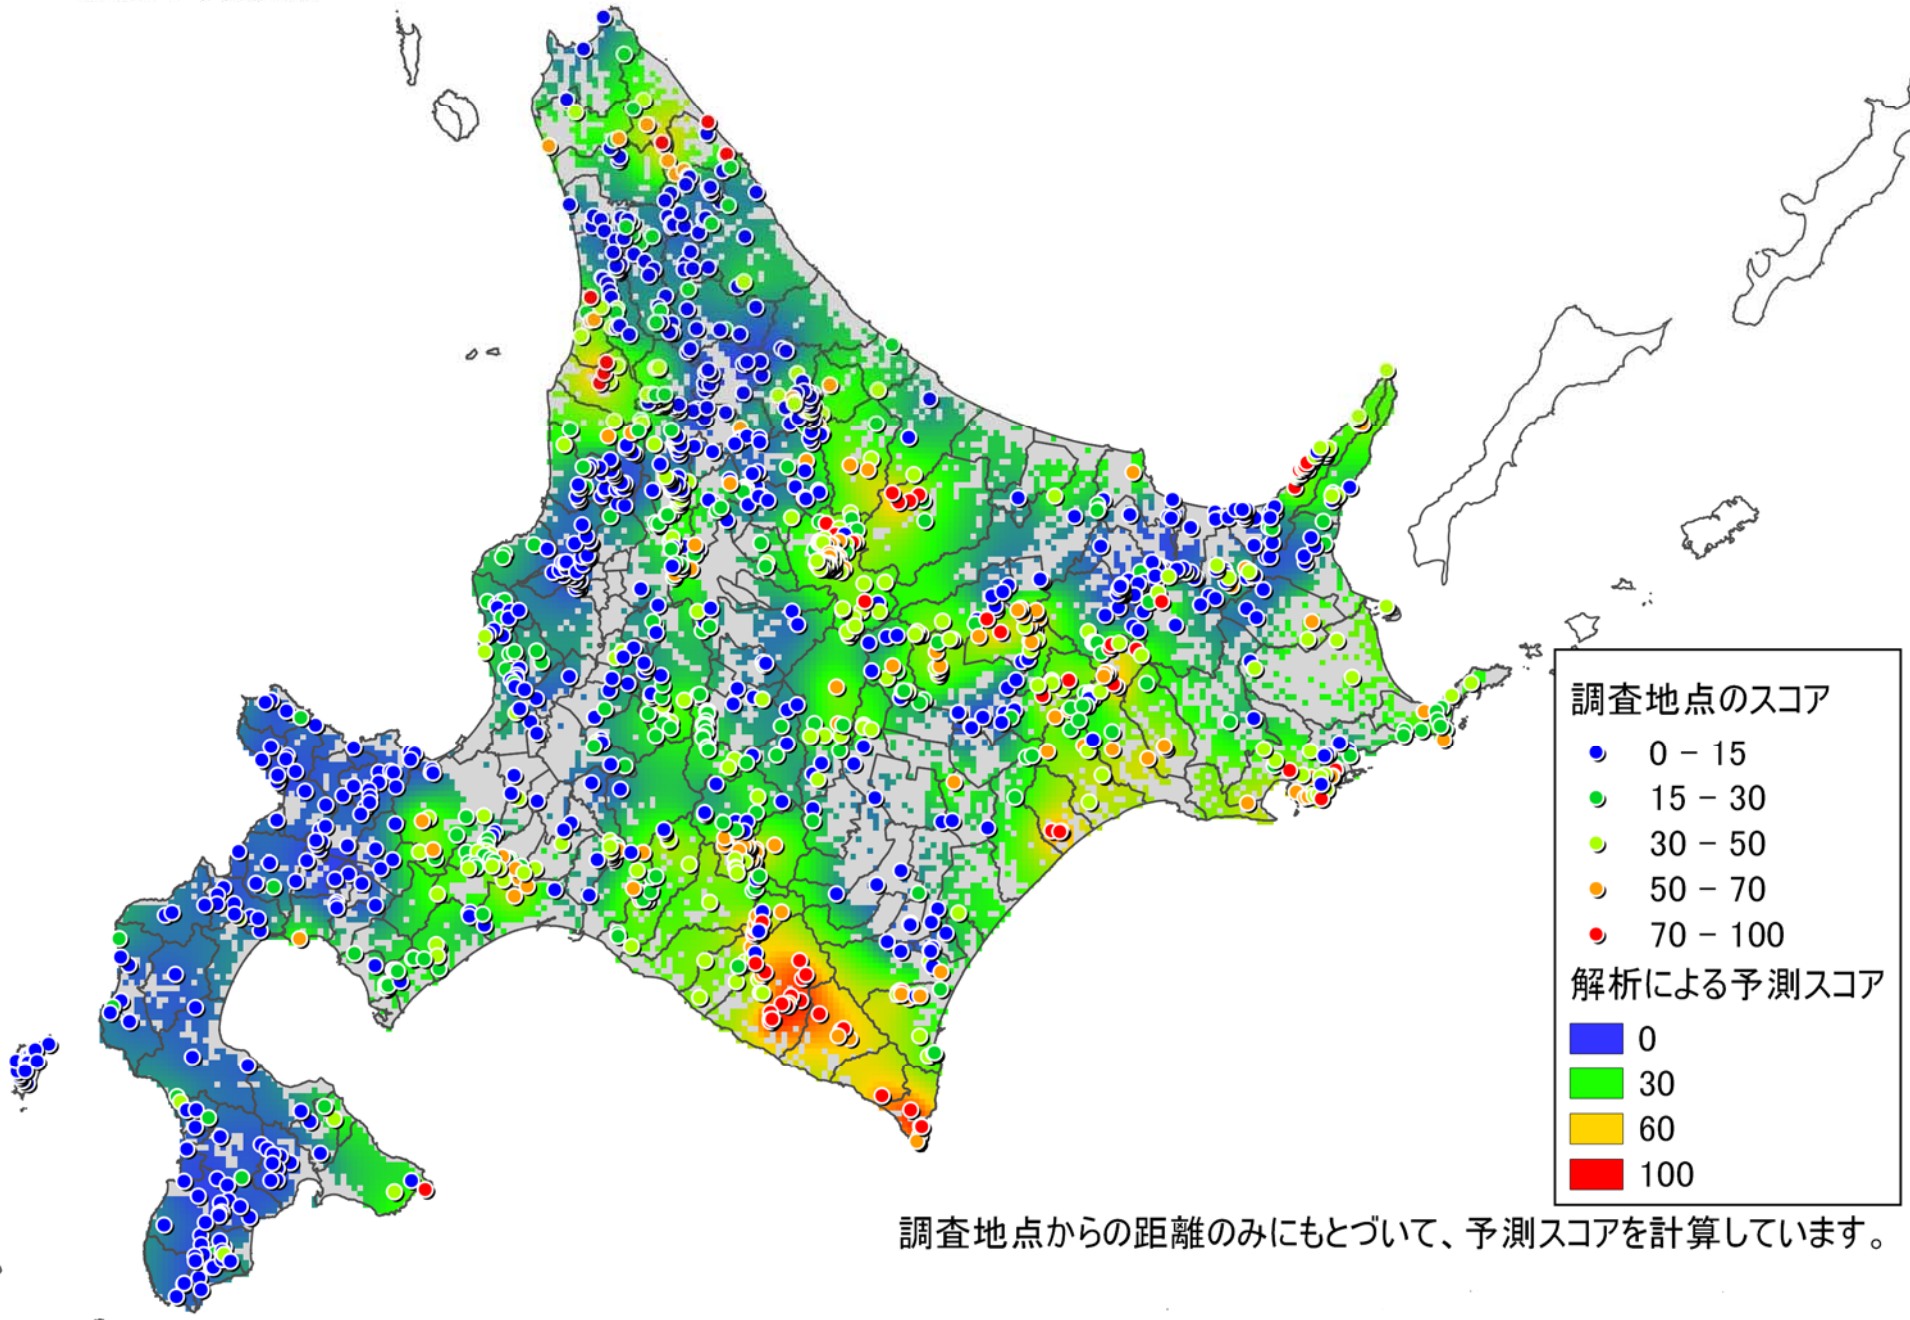 調査地点のスコア
0 - 15
15 - 30
30 - 50
50 - 70
70 - 100
解析による予測スコア
0
30
60
100
調査地点からの距離のみにもとづいて、予測スコアを計算しています。